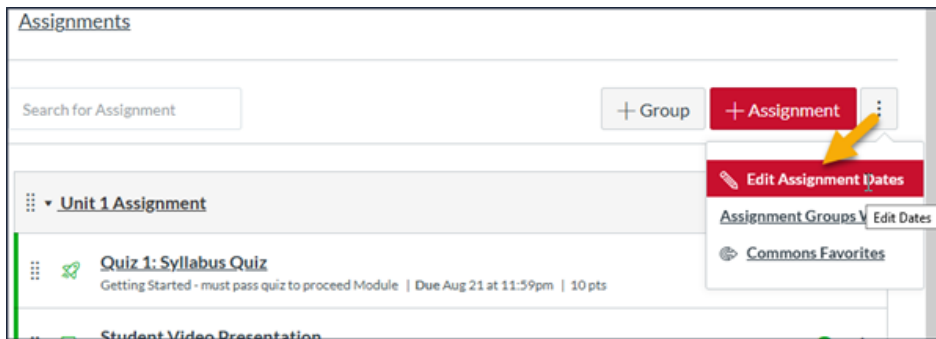 Assignments
Search for Assignment
+ Group
+ Assignment
Edit Assignment Dates
Unit 1 Assignment
Assignment Groups
Edit Dates
Commons Favorites
Quiz 1: Syllabus Quiz
Getting Started - must pass quiz to proceed Module | Due Aug 21 at 11:59pm | 10 pts
Student Video Presentation